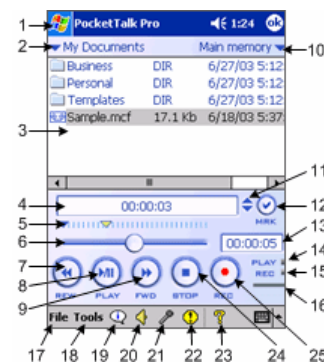 1
PocketTalk Pro 1:24 ok
2 My Documents Main memory 10
Business DIR 6/27/03 5:12
Personal DIR 6/27/03 5:12
Templates DIR 6/27/03 5:12
3 Sample.mcf 17.1 Kb 6/18/03 5:37
11
4 00:00:03 12
MRK
5 13
6 00:00:05
14
7 PLAY
8 REC 15
9 16
REW PLAY FWD STOP REC
File Tools
17 18 19 20 21 22 23 24 25